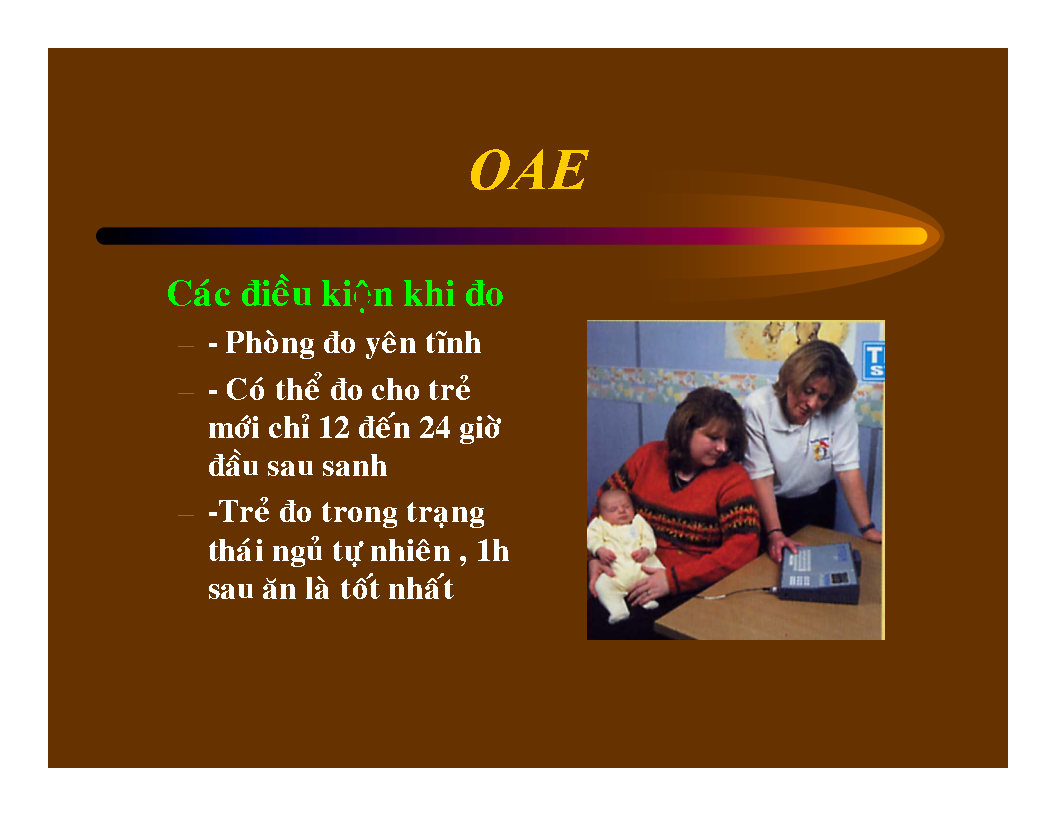 OAE
Các điều kiện khi đo
– - Phòng đo yên tĩnh
– - Có thể đo cho trẻ
mới chỉ 12 đến 24 giờ
đầu sau sanh
– -Trẻ đo trong trạng
thái ngủ tự nhiên , 1h
sau ăn là tốt nhất